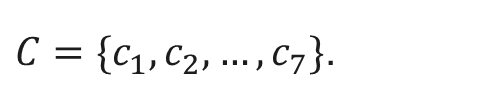 C = {c₁, c₂, … , c₇}.